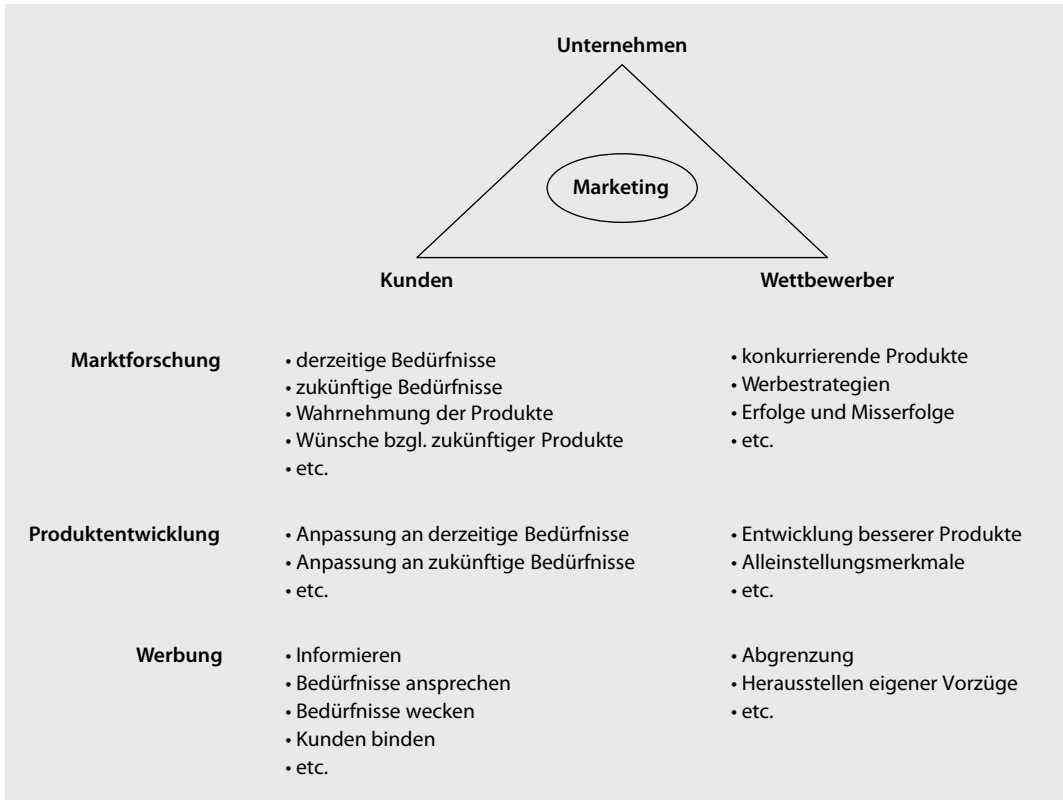 Unternehmen
Marketing
Kunden
Wettbewerber
Marktforschung
• derzeitige Bedürfnisse
• zukünftige Bedürfnisse
• Wahrnehmung der Produkte
• Wünsche bzgl. zukünftiger Produkte
• etc.
• konkurrierende Produkte
• Werbestrategien
• Erfolge und Misserfolge
• etc.
Produktentwicklung
• Anpassung an derzeitige Bedürfnisse
• Anpassung an zukünftige Bedürfnisse
• etc.
• Entwicklung besserer Produkte
• Alleinstellungsmerkmale
• etc.
Werbung
• Informieren
• Bedürfnisse ansprechen
• Bedürfnisse wecken
• Kunden binden
• etc.
• Abgrenzung
• Herausstellen eigener Vorzüge
• etc.